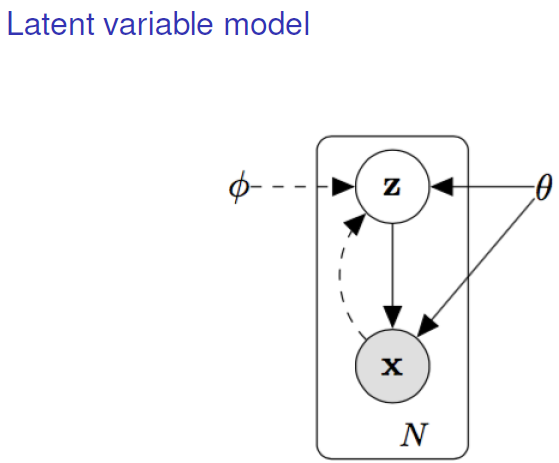 Latent variable model
ϕ
z
θ
x
N